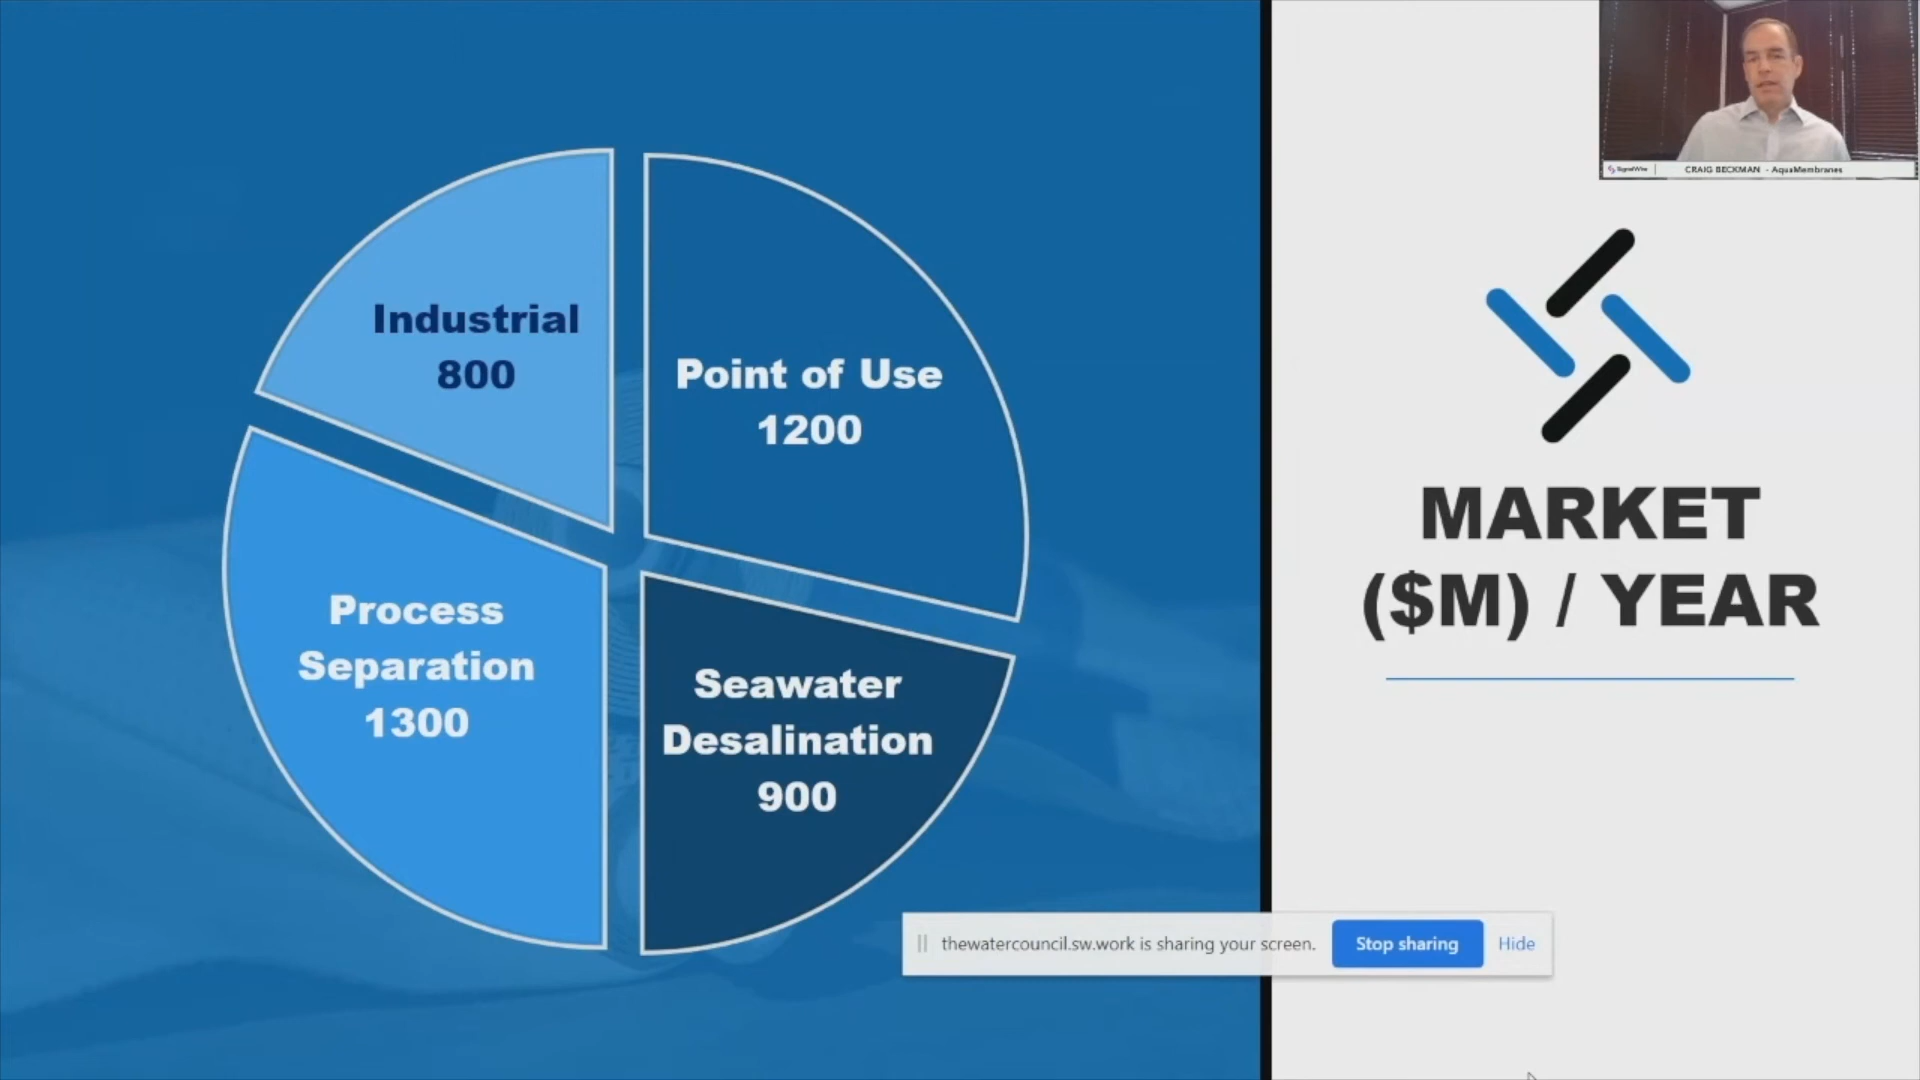 Industrial
800
Point of Use
1200
Process
Separation
1300
Seawater
Desalination
900
SignalWire
CRAIG BECKMAN - AquaMembranes
MARKET
($M) / YEAR
thewatercouncil.sw.work is sharing your screen.
Stop sharing
Hide